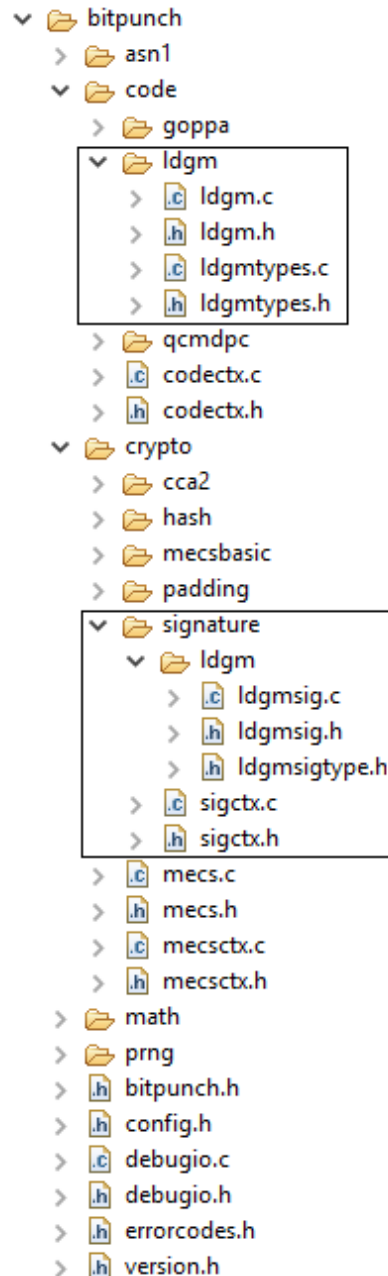 bitpunch
asn1
code
goppa
ldgm
.c ldgm.c
.h ldgm.h
.c ldgmtypes.c
.h ldgmtypes.h
qcmdpc
.c codectx.c
.h codectx.h
crypto
cca2
hash
mecsbasic
padding
signature
ldgm
.c ldgmsig.c
.h ldgmsig.h
.h ldgmsigtype.h
.c sigctx.c
.h sigctx.h
.c mecs.c
.h mecs.h
.c mecsctx.c
.h mecsctx.h
math
prng
.h bitpunch.h
.h config.h
.c debugio.c
.h debugio.h
.h errorcodes.h
.h version.h